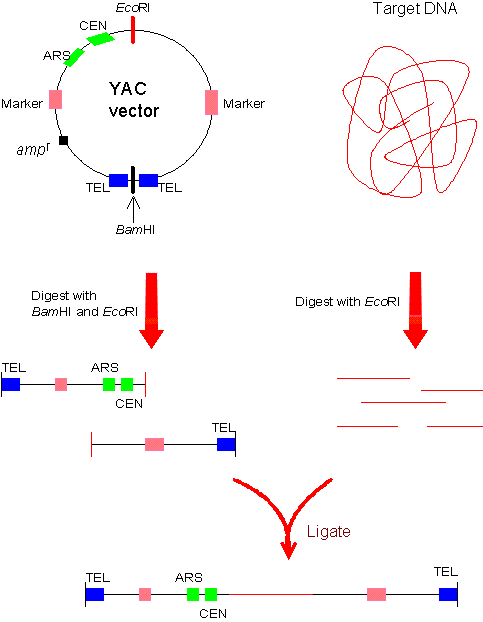 EcoRI
Target DNA
CEN
ARS
YAC
vector
Marker
Marker
ampr
TEL
TEL
BamHI
Digest with
BamHI and EcoRI
Digest with EcoRI
TEL
ARS
CEN
TEL
Ligate
TEL
ARS
CEN
TEL